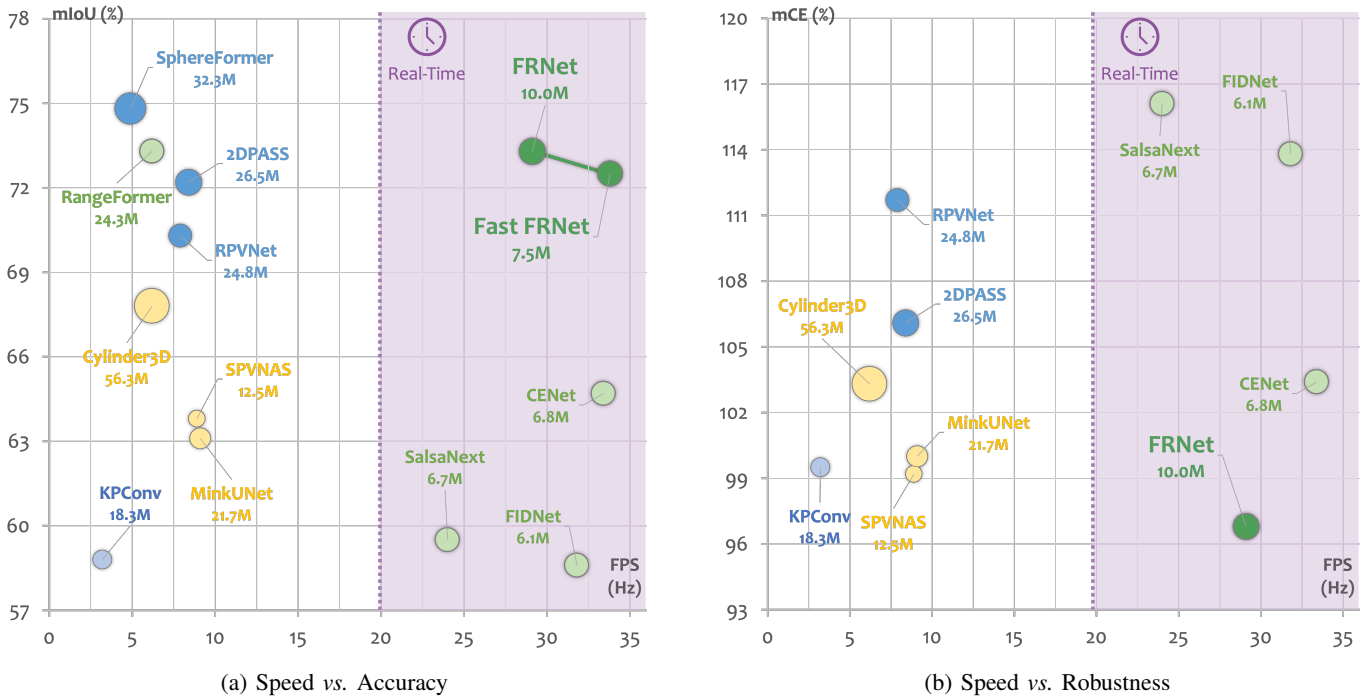 mIoU (%)
78
75
72
69
66
63
60
57
0 5 10 15 20 25 30 35
SphereFormer
32.3M
RangeFormer
24.3M
2DPASS
26.5M
RPVNet
24.8M
Cylinder3D
56.3M
SPVNAS
12.5M
MinkUNet
21.7M
KPConv
18.3M
Real-Time
FRNet
10.0M
Fast FRNet
7.5M
CENet
6.8M
SalsaNext
6.7M
FIDNet
6.1M
FPS
(Hz)
(a) Speed vs. Accuracy
mCE (%)
120
117
114
111
108
105
102
99
96
93
0 5 10 15 20 25 30 35
RPVNet
24.8M
2DPASS
26.5M
Cylinder3D
56.3M
MinkUNet
21.7M
KPConv
18.3M
SPVNAS
12.5M
Real-Time
FIDNet
6.1M
SalsaNext
6.7M
CENet
6.8M
FRNet
10.0M
FPS
(Hz)
(b) Speed vs. Robustness